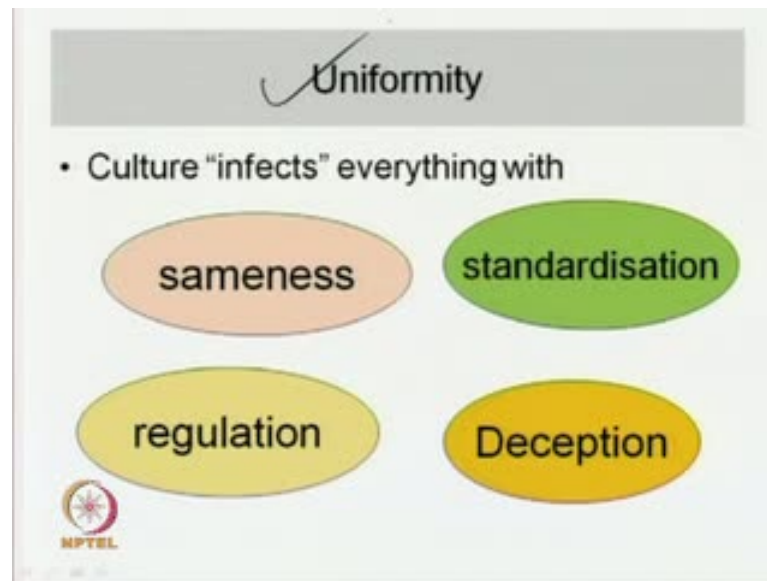 Uniformity
• Culture “infects” everything with
sameness
standardisation
regulation
Deception
NPTEL